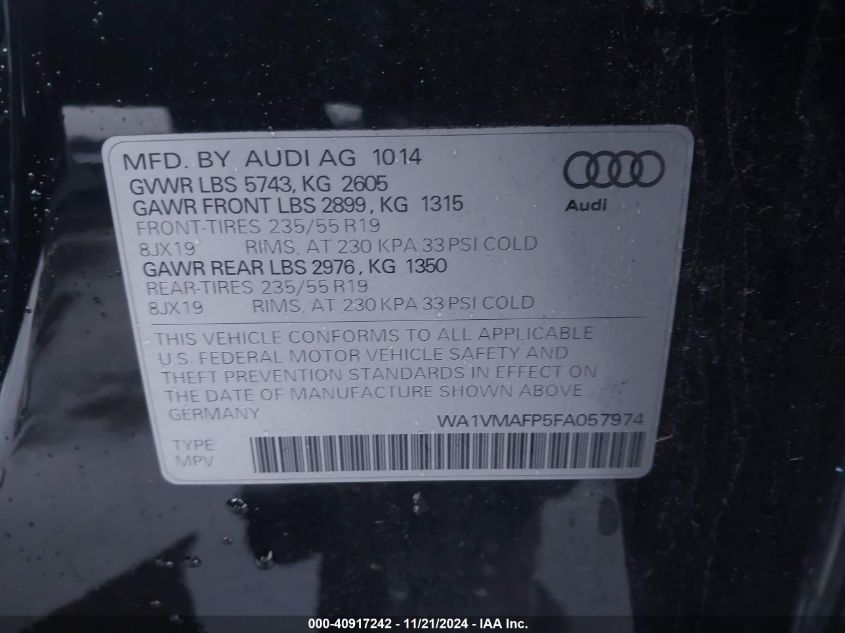 MFD. BY AUDI AG 10 14
GVWR LBS 5743, KG 2605
GAWR FRONT LBS 2899, KG 1315
FRONT-TIRES 235/55 R19
8JX19 RIMS, AT 230 KPA 33 PSI COLD
GAWR REAR LBS 2976, KG 1350
REAR-TIRES 235/55 R19
8JX19 RIMS, AT 230 KPA 33 PSI COLD
Audi
THIS VEHICLE CONFORMS TO ALL APPLICABLE
U.S. FEDERAL MOTOR VEHICLE SAFETY AND
THEFT PREVENTION STANDARDS IN EFFECT ON
THE DATE OF MANUFACTURE SHOWN ABOVE
GERMANY WA1VMAFP5FA057974
TYPE
MPV
000-40917242 - 11/21/2024 - IAA Inc.